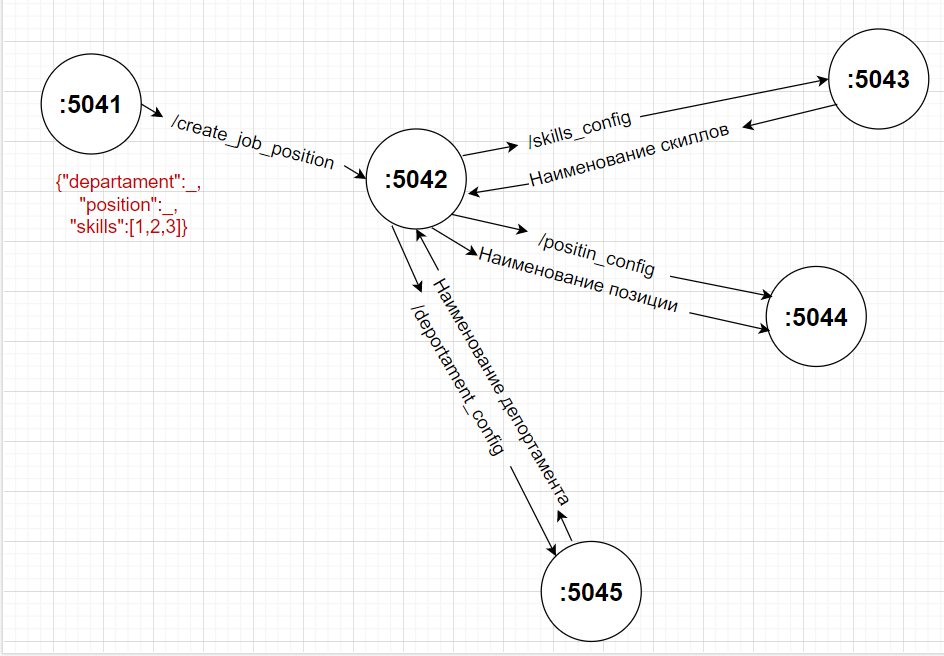 :5041
/create_job_position
{"departament":_,
"position":_,
"skills":[1,2,3]}
:5042
/skills_config
Наименование скиллов
:5043
/positin_config
Наименование позиции
:5044
/deportament_config
Наименование депортамента
:5045